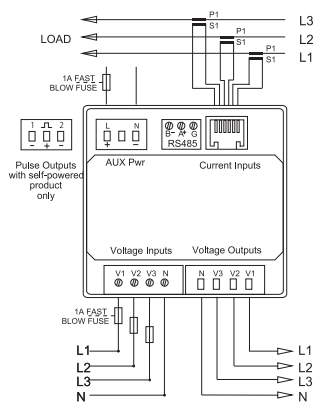 P1 L3
S1
LOAD P1 L2
S1
P1 L1
S1
1A FAST
BLOW FUSE
1 2
- + -
Pulse Outputs
with self-powered
product
only
L N
+ -
AUX Pwr
B- A+ G
RS485
Current Inputs
Voltage Inputs Voltage Outputs
V1 V2 V3 N N V3 V2 V1
1A FAST
BLOW FUSE
L1 L1
L2 L2
L3 L3
N N